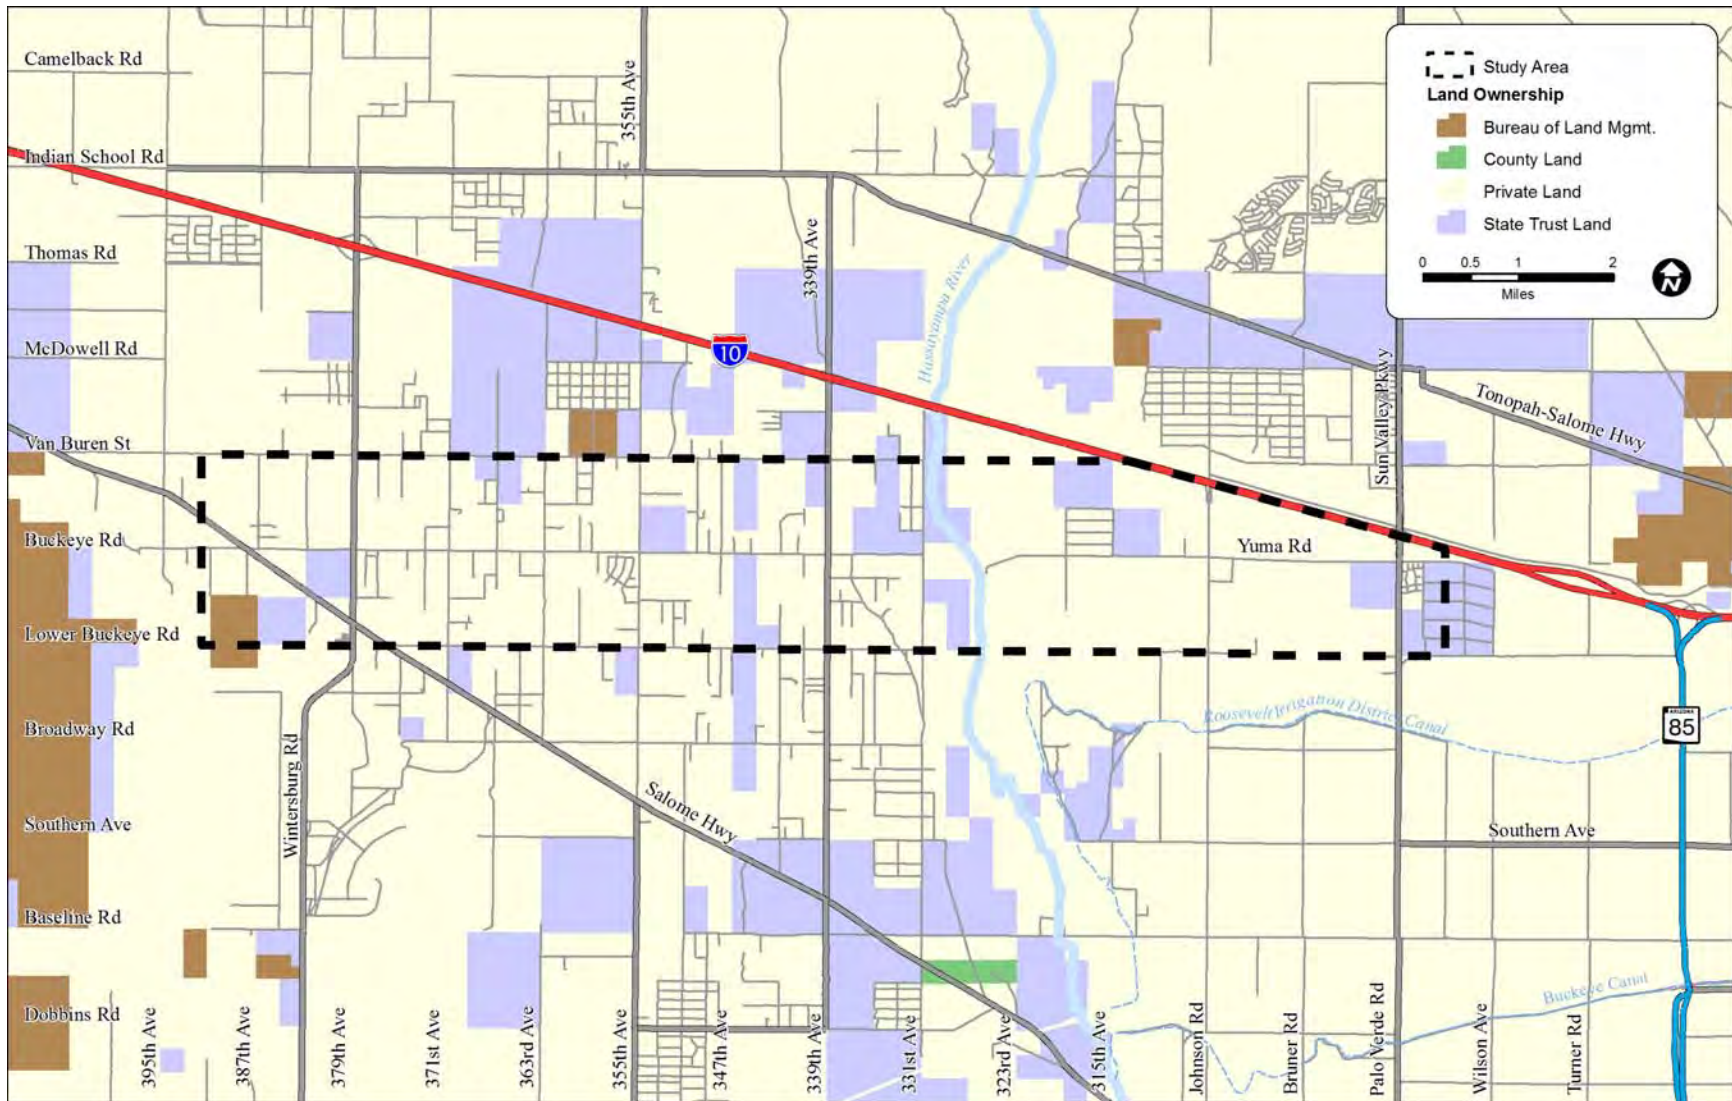 Camelback Rd
355th Ave
Study Area
Land Ownership
Bureau of Land Mgmt.
County Land
Private Land
State Trust Land
0 0.5 1 2
Miles
N
Indian School Rd
Thomas Rd
339th Ave
Hassayampa River
McDowell Rd
10
Sun Valley Pkwy
Tonopah-Salome Hwy
Van Buren St
Buckeye Rd
Yuma Rd
Lower Buckeye Rd
Roosevelt Irrigation District Canal
ARIZONA
85
Broadway Rd
Wintersburg Rd
Salome Hwy
Southern Ave
Southern Ave
Baseline Rd
Buckeye Canal
Dobbins Rd
395th Ave
387th Ave
379th Ave
371st Ave
363rd Ave
355th Ave
347th Ave
339th Ave
331st Ave
323rd Ave
315th Ave
Johnson Rd
Bruner Rd
Palo Verde Rd
Wilson Ave
Turner Rd